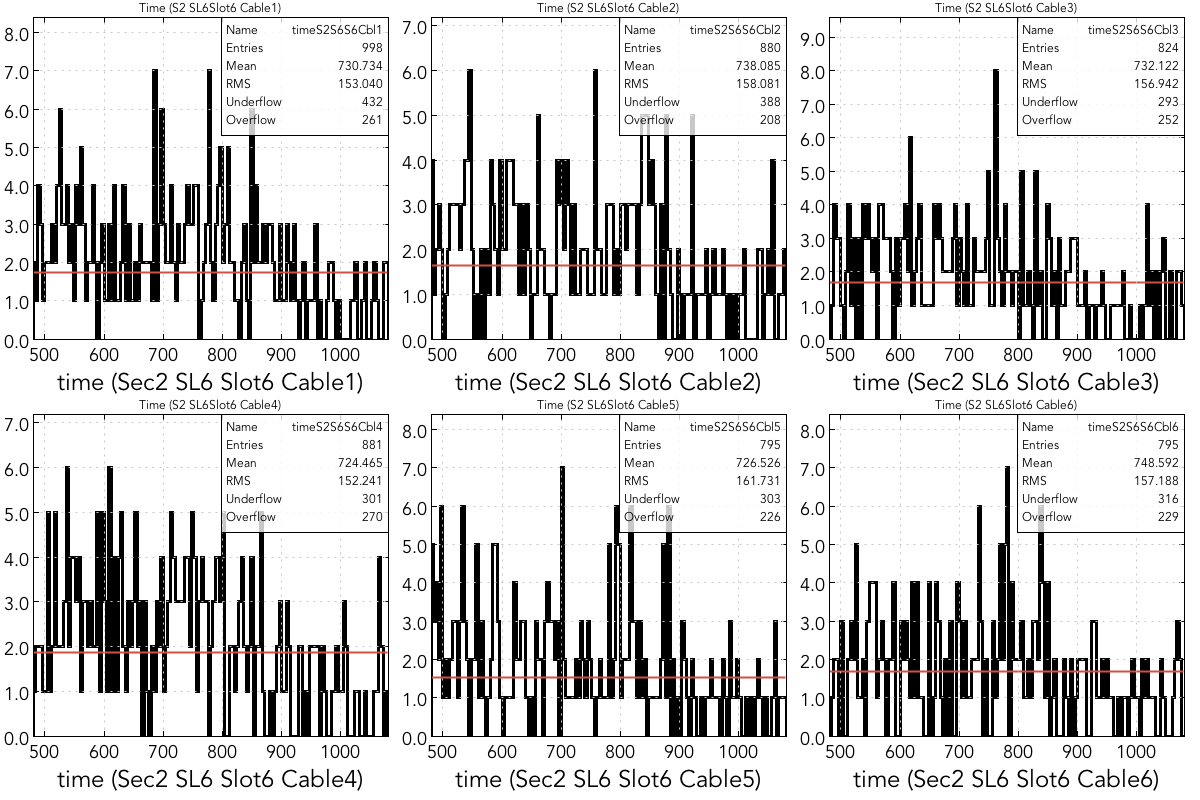 Time (S2 SL6Slot6 Cable1)
8.0
7.0
6.0
5.0
4.0
3.0
2.0
1.0
0.0
Name timeS2S6S6Cbl1
Entries 998
Mean 730.734
RMS 153.040
Underflow 432
Overflow 261
500 600 700 800 900 1000
time (Sec2 SL6 Slot6 Cable1)
Time (S2 SL6Slot6 Cable2)
7.0
6.0
5.0
4.0
3.0
2.0
1.0
0.0
Name timeS2S6S6Cbl2
Entries 880
Mean 738.085
RMS 158.081
Underflow 388
Overflow 208
500 600 700 800 900 1000
time (Sec2 SL6 Slot6 Cable2)
Time (S2 SL6Slot6 Cable3)
9.0
8.0
7.0
6.0
5.0
4.0
3.0
2.0
1.0
0.0
Name timeS2S6S6Cbl3
Entries 824
Mean 732.122
RMS 156.942
Underflow 293
Overflow 252
500 600 700 800 900 1000
time (Sec2 SL6 Slot6 Cable3)
Time (S2 SL6Slot6 Cable4)
7.0
6.0
5.0
4.0
3.0
2.0
1.0
0.0
Name timeS2S6S6Cbl4
Entries 881
Mean 724.465
RMS 152.241
Underflow 301
Overflow 270
500 600 700 800 900 1000
time (Sec2 SL6 Slot6 Cable4)
Time (S2 SL6Slot6 Cable5)
8.0
7.0
6.0
5.0
4.0
3.0
2.0
1.0
0.0
Name timeS2S6S6Cbl5
Entries 795
Mean 726.526
RMS 161.731
Underflow 303
Overflow 226
500 600 700 800 900 1000
time (Sec2 SL6 Slot6 Cable5)
Time (S2 SL6Slot6 Cable6)
8.0
7.0
6.0
5.0
4.0
3.0
2.0
1.0
0.0
Name timeS2S6S6Cbl6
Entries 795
Mean 748.592
RMS 157.188
Underflow 316
Overflow 229
500 600 700 800 900 1000
time (Sec2 SL6 Slot6 Cable6)